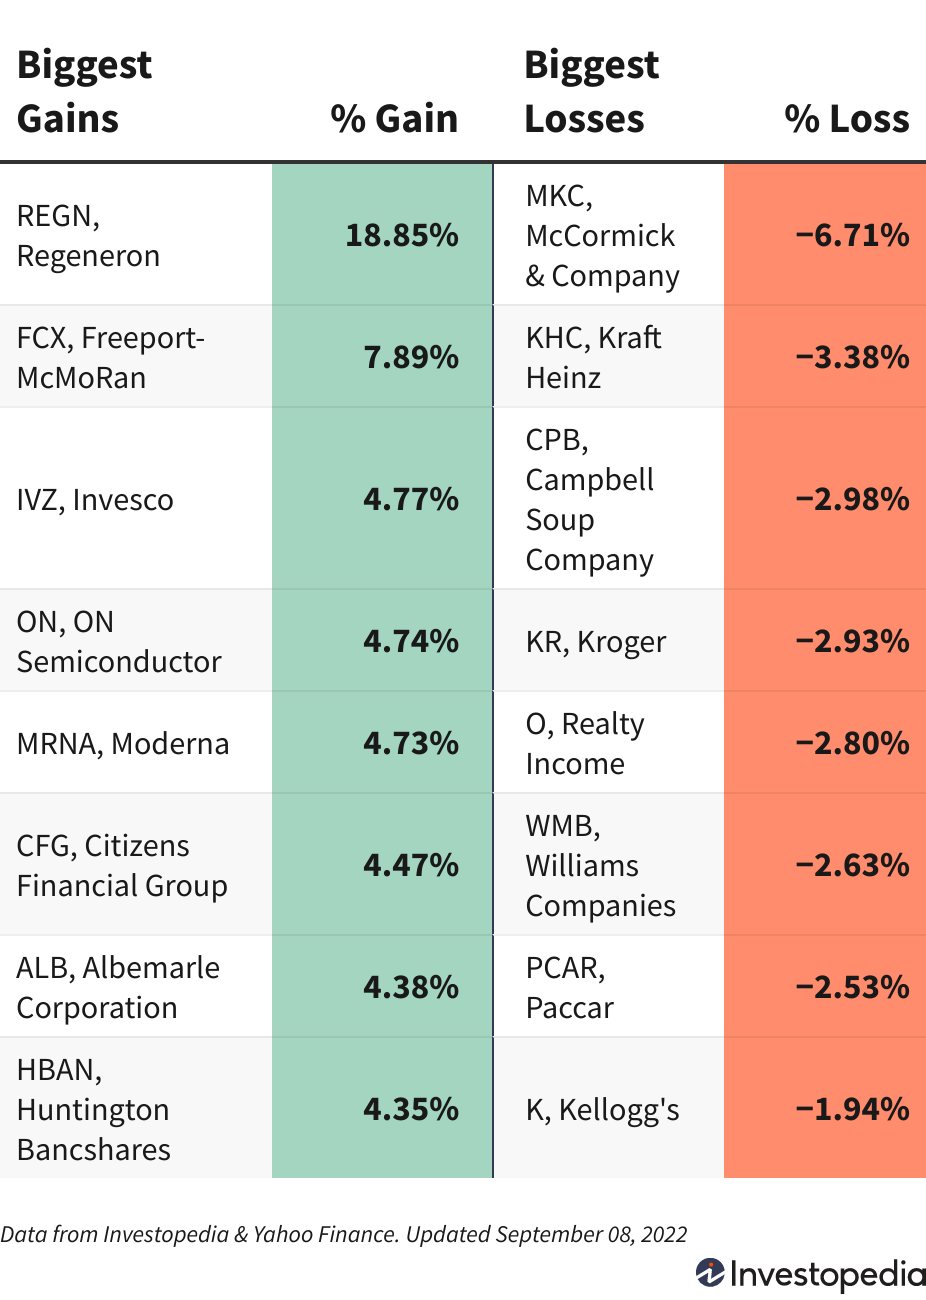 Biggest
Gains
% Gain
Biggest
Losses
% Loss
REGN,
Regeneron
18.85%
MKC,
McCormick
& Company
−6.71%
FCX, Freeport-
McMoRan
7.89%
KHC, Kraft
Heinz
−3.38%
IVZ, Invesco
4.77%
CPB,
Campbell
Soup
Company
−2.98%
ON, ON
Semiconductor
4.74%
KR, Kroger
−2.93%
MRNA, Moderna
4.73%
O, Realty
Income
−2.80%
CFG, Citizens
Financial Group
4.47%
WMB,
Williams
Companies
−2.63%
ALB, Albemarle
Corporation
4.38%
PCAR,
Paccar
−2.53%
HBAN,
Huntington
Bancshares
4.35%
K, Kellogg's
−1.94%
Data from Investopedia & Yahoo Finance. Updated September 08, 2022
Investopedia